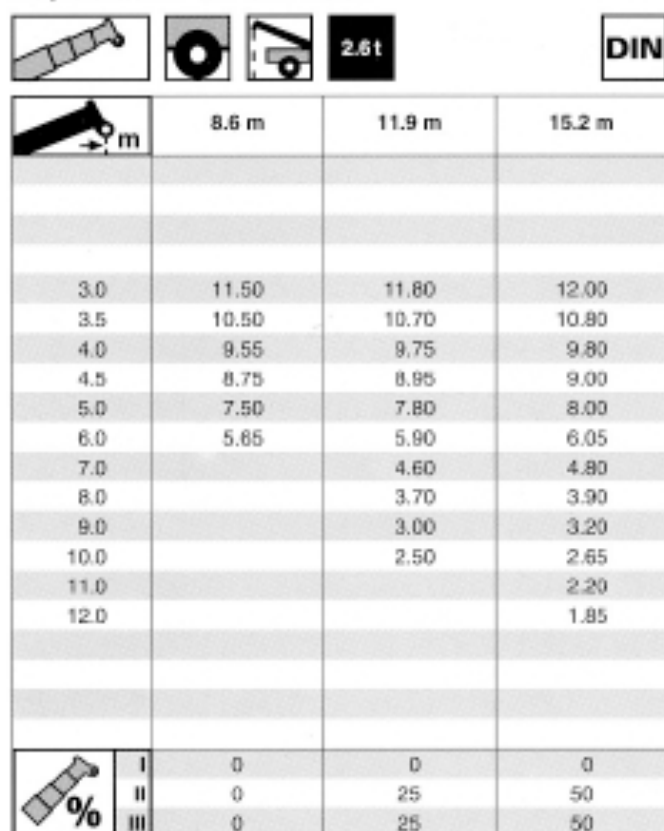 2.6t DIN
m 8.6 m 11.9 m 15.2 m
3.0 11.50 11.80 12.00
3.5 10.50 10.70 10.80
4.0 9.55 9.75 9.80
4.5 8.75 8.95 9.00
5.0 7.50 7.80 8.00
6.0 5.65 5.90 6.05
7.0 4.60 4.80
8.0 3.70 3.90
9.0 3.00 3.20
10.0 2.50 2.65
11.0 2.20
12.0 1.85
I 0 0 0
II 0 25 50
% III 0 25 50